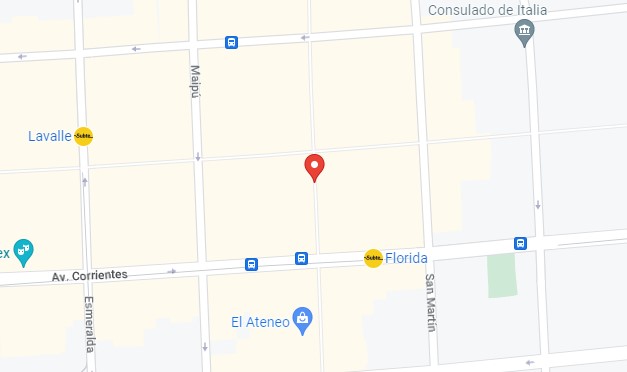 Consulado de Italia
Maipú
Lavalle
Subte
ex
Av. Corrientes
Subte
Florida
Esmeralda
San Martín
El Ateneo